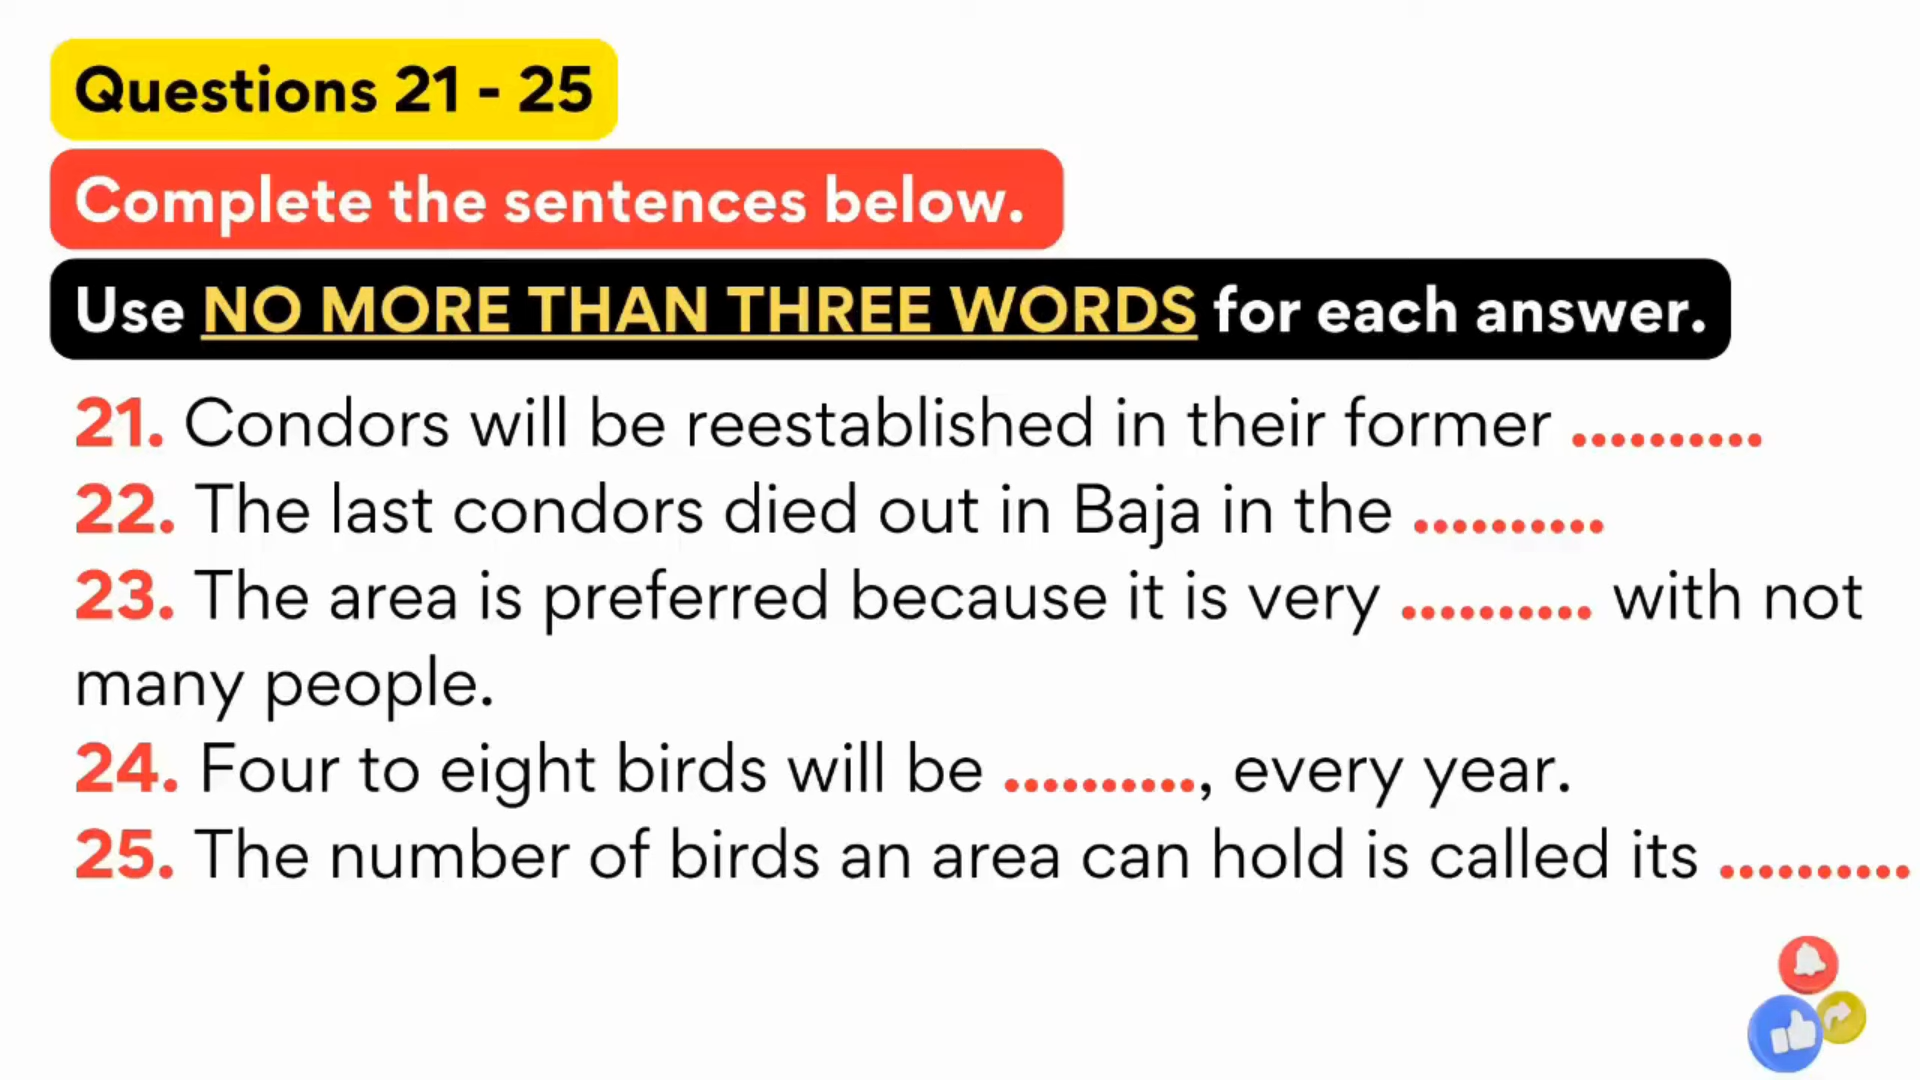 Questions 21 - 25
Complete the sentences below.
Use NO MORE THAN THREE WORDS for each answer.
21. Condors will be reestablished in their former ..........
22. The last condors died out in Baja in the ..........
23. The area is preferred because it is very .......... with not
many people.
24. Four to eight birds will be .........., every year.
25. The number of birds an area can hold is called its ..........